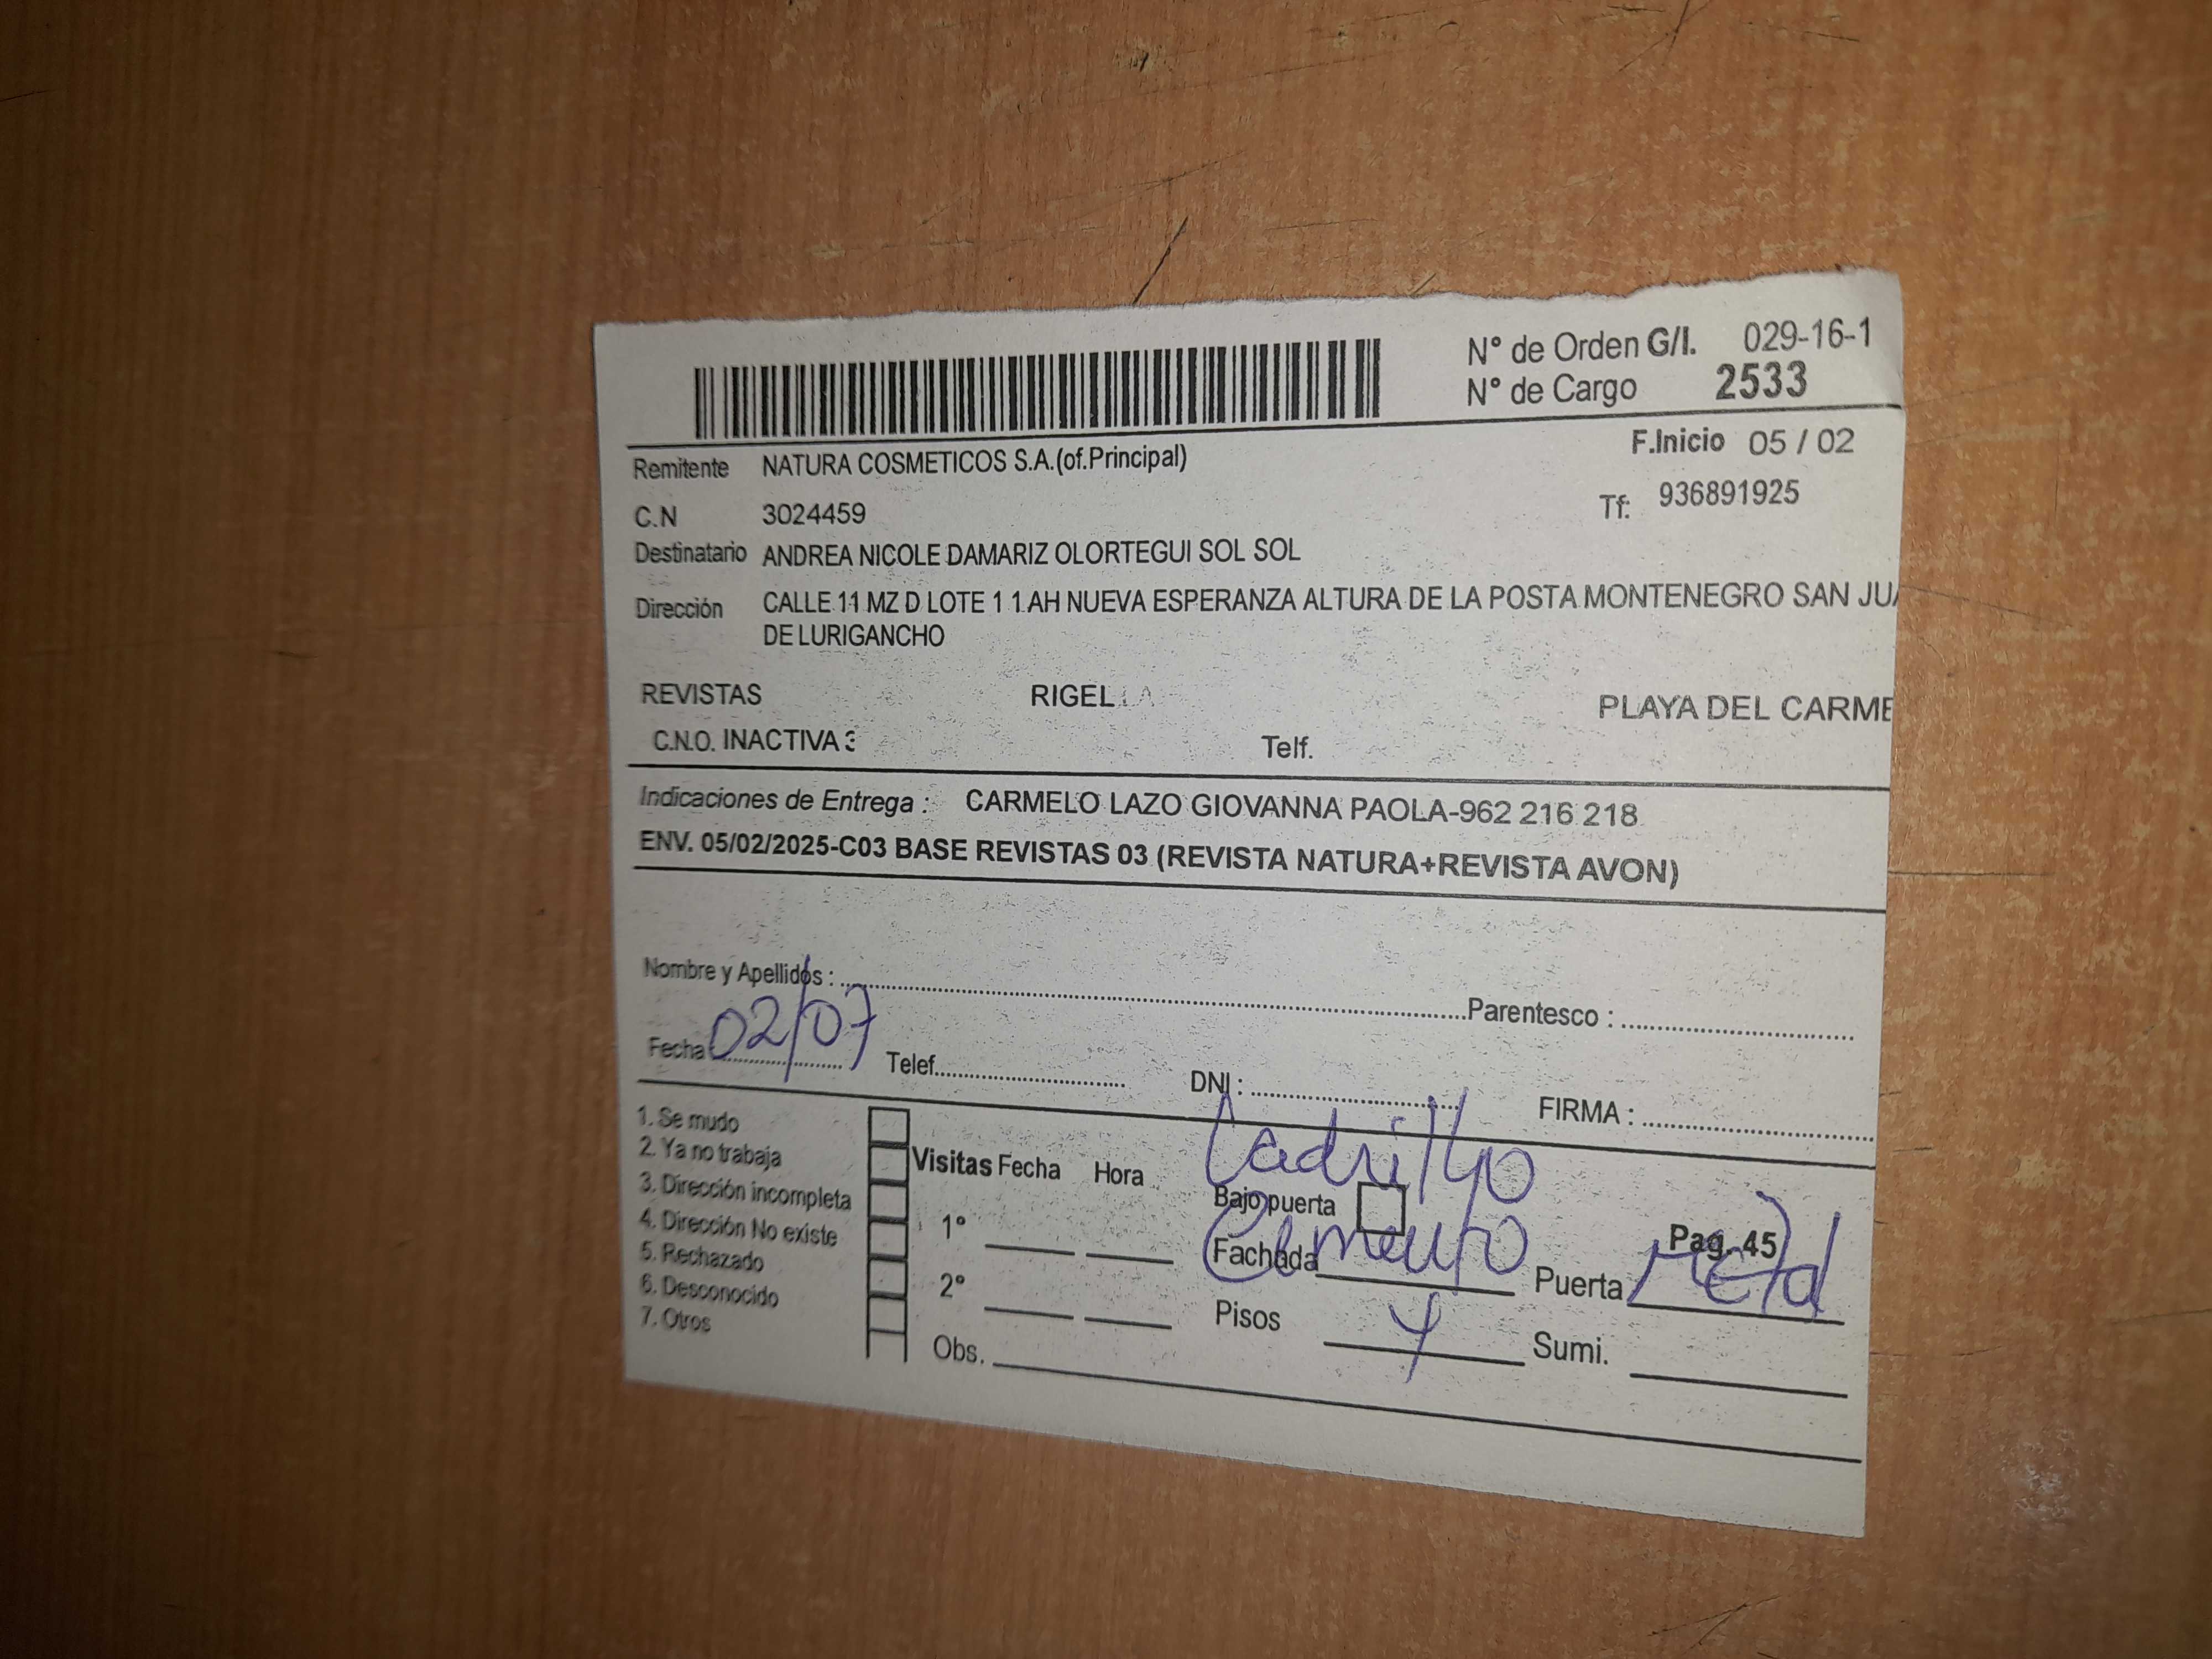 N° de Orden G/I. 029-16-1
N° de Cargo 2533
F.Inicio 05 / 02
Remitente NATURA COSMETICOS S.A.(of.Principal)
C.N 3024459 Tf: 936891925
Destinatario ANDREA NICOLE DAMARIZ OLORTEGUI SOL SOL
Dirección CALLE 11 MZ D LOTE 1 1.AH NUEVA ESPERANZA ALTURA DE LA POSTA MONTENEGRO SAN JUA
DE LURIGANCHO
REVISTAS RIGELLA PLAYA DEL CARME
C.N.O. INACTIVA 3 Telf.
Indicaciones de Entrega : CARMELO LAZO GIOVANNA PAOLA-962 216 218
ENV. 05/02/2025-C03 BASE REVISTAS 03 (REVISTA NATURA+REVISTA AVON)
Nombre y Apellidos : Parentesco :
Fecha 02/07 Telef. DNI : FIRMA :
1. Se mudo
2. Ya no trabaja
3. Dirección incompleta
4. Dirección No existe
5. Rechazado
6. Desconocido
7. Otros
Visitas Fecha Hora
1°
2°
Obs.
Ladrillo
Bajo puerta
Fachada Cemento
Pisos 4
Pag. 45
Puerta
Sumi.